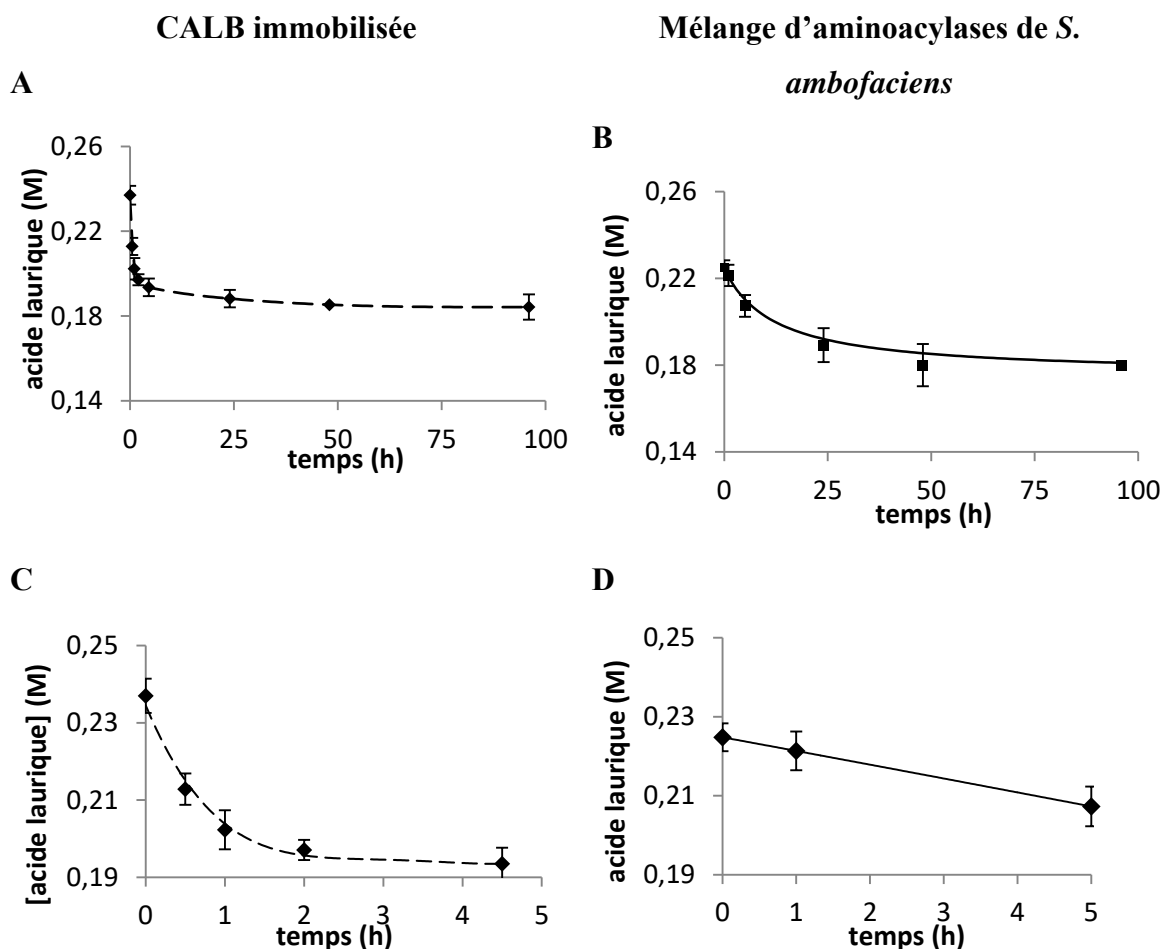 CALB immobilisée
Mélange d’aminoacylases de S.
ambofaciens
A
acide laurique (M)
0,26
0,22
0,18
0,14
0
25
50
75
100
temps (h)
B
acide laurique (M)
0,26
0,22
0,18
0,14
0
25
50
75
100
temps (h)
C
[acide laurique] (M)
0,25
0,23
0,21
0,19
0
1
2
3
4
5
temps (h)
D
acide laurique (M)
0,25
0,23
0,21
0,19
0
1
2
3
4
5
temps (h)